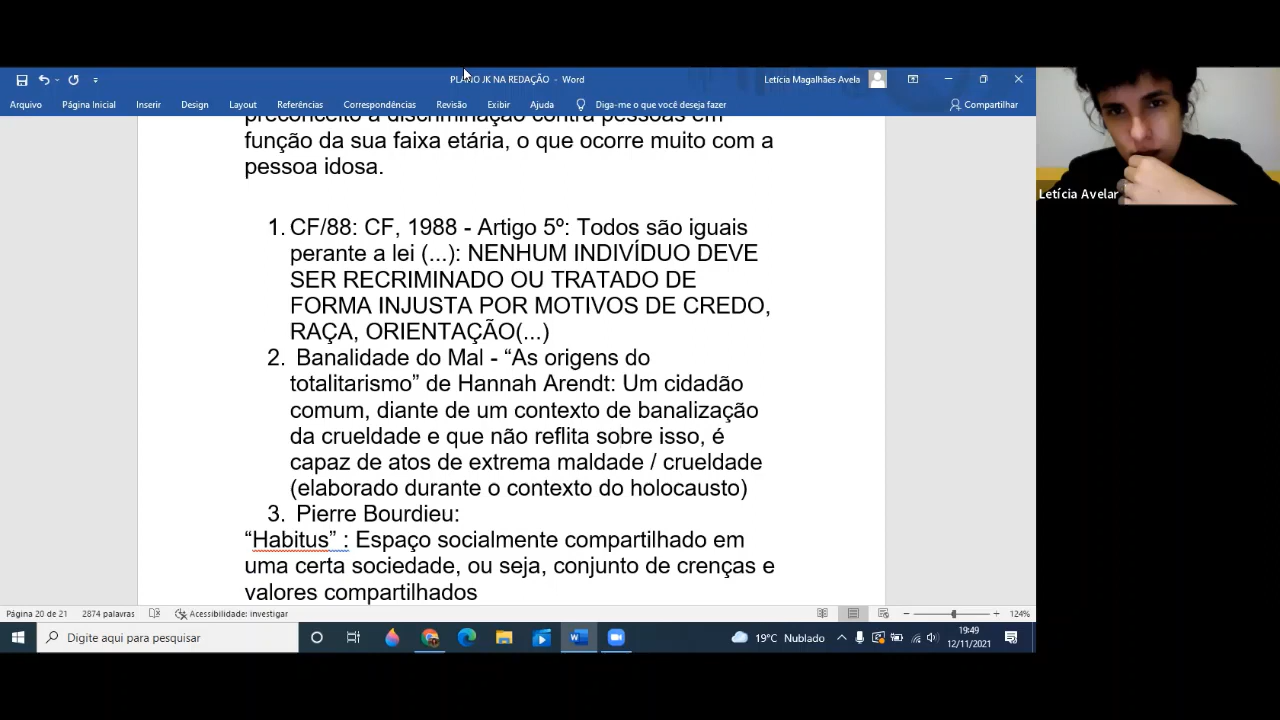 PLANO JK NA REDAÇÃO - Word
Letícia Magalhães Avela
Arquivo Página Inicial Inserir Design Layout Referências Correspondências Revisão Exibir Ajuda Diga-me o que você deseja fazer Compartilhar
preconceito a discriminação contra pessoas em
função da sua faixa etária, o que ocorre muito com a
pessoa idosa.
1. CF/88: CF, 1988 - Artigo 5º: Todos são iguais
perante a lei (...): NENHUM INDIVÍDUO DEVE
SER RECRIMINADO OU TRATADO DE
FORMA INJUSTA POR MOTIVOS DE CREDO,
RAÇA, ORIENTAÇÃO(...)
2. Banalidade do Mal - “As origens do
totalitarismo” de Hannah Arendt: Um cidadão
comum, diante de um contexto de banalização
da crueldade e que não reflita sobre isso, é
capaz de atos de extrema maldade / crueldade
(elaborado durante o contexto do holocausto)
3. Pierre Bourdieu:
“Habitus” : Espaço socialmente compartilhado em
uma certa sociedade, ou seja, conjunto de crenças e
valores compartilhados
Letícia Avelar
Página 20 de 21 2874 palavras Acessibilidade: investigar 124%
Digite aqui para pesquisar
19°C Nublado
19:49
12/11/2021